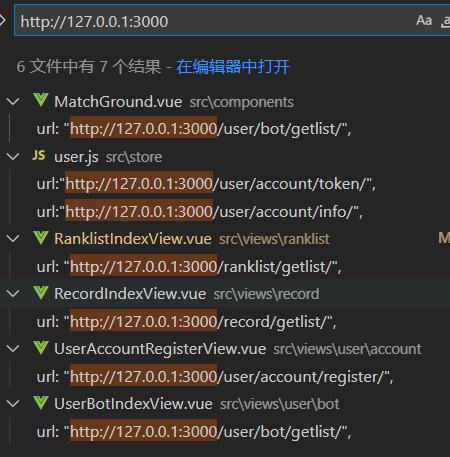 http://127.0.0.1:3000 Aa
6 文件中有 7 个结果 - 在编辑器中打开
MatchGround.vue src\components
url: "http://127.0.0.1:3000/user/bot/getlist/",
JS user.js src\store
url:"http://127.0.0.1:3000/user/account/token/",
url:"http://127.0.0.1:3000/user/account/info/",
RanklistIndexView.vue src\views\ranklist M
url: "http://127.0.0.1:3000/ranklist/getlist/",
RecordIndexView.vue src\views\record
url: "http://127.0.0.1:3000/record/getlist/",
UserAccountRegisterView.vue src\views\user\account
url: "http://127.0.0.1:3000/user/account/register/",
UserBotIndexView.vue src\views\user\bot
url: "http://127.0.0.1:3000/user/bot/getlist/",